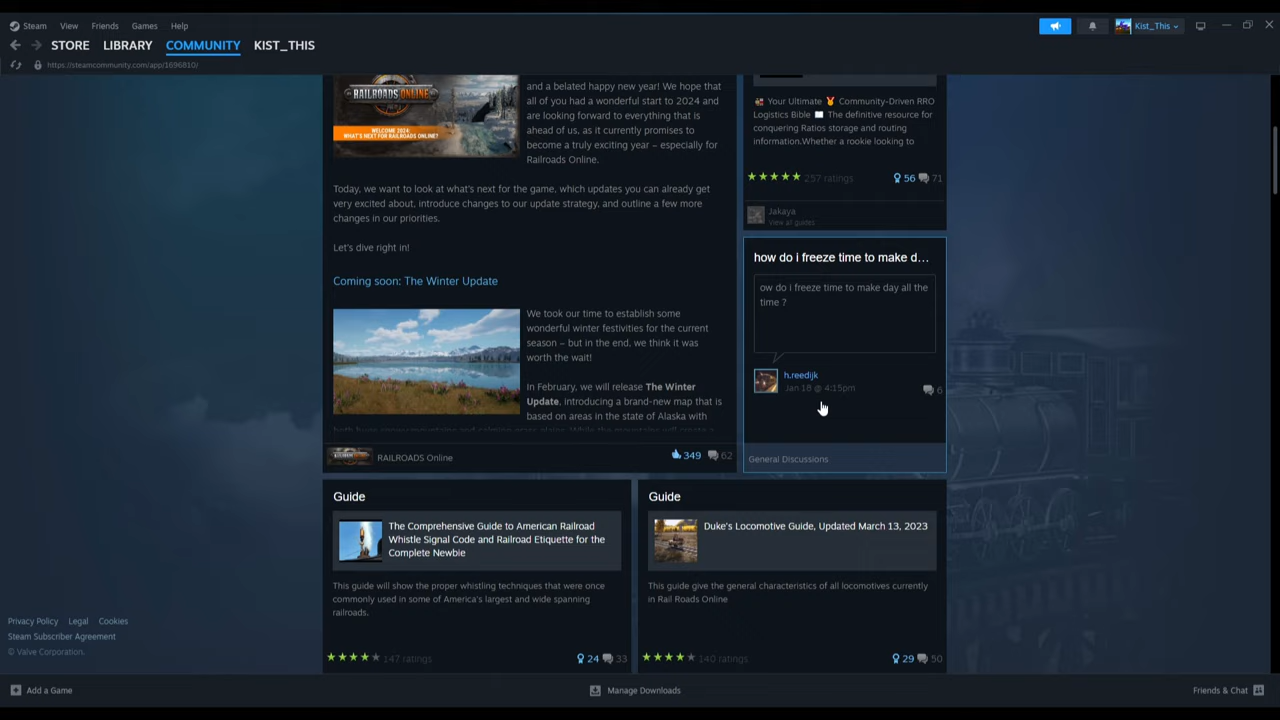 Steam View Friends Games Help
Kist_This
STORE LIBRARY COMMUNITY KIST_THIS
https://steamcommunity.com/app/1696810/
RAILROADS ONLINE
WELCOME 2024:
WHAT'S NEXT FOR RAILROADS ONLINE?
and a belated happy new year! We hope that
all of you had a wonderful start to 2024 and
are looking forward to everything that is
ahead of us, as it currently promises to
become a truly exciting year – especially for
Railroads Online.
Today, we want to look at what's next for the game, which updates you can already get
very excited about, introduce changes to our update strategy, and outline a few more
changes in our priorities.
Let's dive right in!
Coming soon: The Winter Update
We took our time to establish some
wonderful winter festivities for the current
season – but in the end, we think it was
worth the wait!
In February, we will release The Winter
Update, introducing a brand-new map that is
based on areas in the state of Alaska with
RAILROADS Online
349 62
Your Ultimate Community-Driven RRO
Logistics Bible The definitive resource for
conquering Ratios storage and routing
information.Whether a rookie looking to
257 ratings 56 71
Jakaya
View all guides
how do i freeze time to make d...
ow do i freeze time to make day all the
time ?
h.reedijk
Jan 18 @ 4:15pm
6
General Discussions
Guide
The Comprehensive Guide to American Railroad
Whistle Signal Code and Railroad Etiquette for the
Complete Newbie
This guide will show the proper whistling techniques that were once
commonly used in some of America's largest and wide spanning
railroads.
147 ratings 24 33
Guide
Duke's Locomotive Guide, Updated March 13, 2023
This guide give the general characteristics of all locomotives currently
in Rail Roads Online
140 ratings 29 50
Privacy Policy Legal Cookies
Steam Subscriber Agreement
© Valve Corporation.
Add a Game
Manage Downloads
Friends & Chat